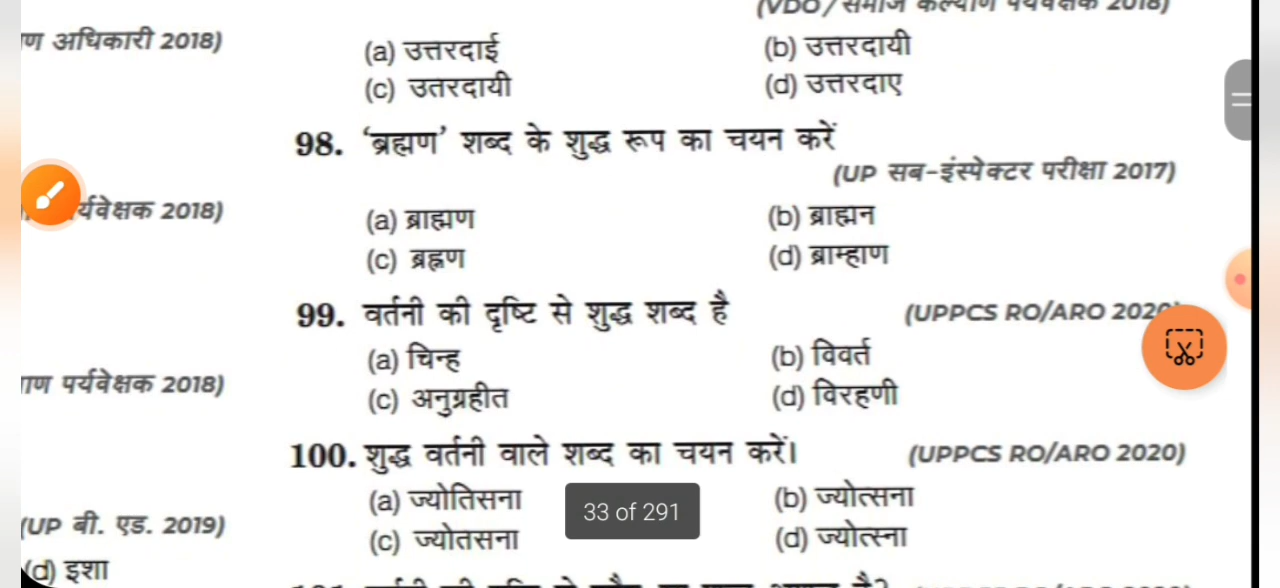 (VDO / समाज कल्याण पर्यवेक्षक 2018)
ण अधिकारी 2018)
(a) उत्तरदाई (b) उत्तरदायी
(c) उतरदायी (d) उत्तरदाए
98. ‘ब्रह्मण’ शब्द के शुद्ध रूप का चयन करें
(UP सब-इंस्पेक्टर परीक्षा 2017)
र्यवेक्षक 2018)
(a) ब्राह्मण (b) ब्राह्मन
(c) ब्रह्नण (d) ब्राम्हाण
99. वर्तनी की दृष्टि से शुद्ध शब्द है (UPPCS RO/ARO 2020)
(a) चिन्ह (b) विवर्त
ाण पर्यवेक्षक 2018)
(c) अनुग्रहीत (d) विरहणी
100. शुद्ध वर्तनी वाले शब्द का चयन करें। (UPPCS RO/ARO 2020)
(a) ज्योतिसना (b) ज्योत्सना
33 of 291
(UP बी. एड. 2019)
(c) ज्योतसना (d) ज्योत्स्ना
(d) इशा